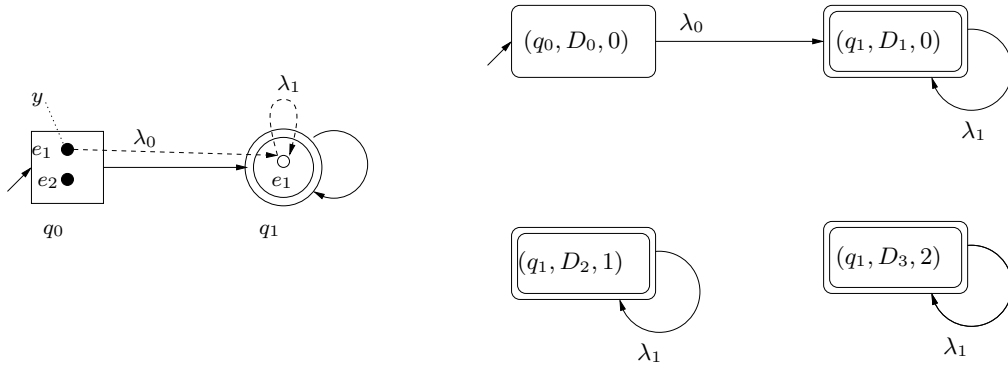 y
λ₁
λ₀
e₁
e₂
e₁
q₀
q₁
(q₀, D₀, 0)
λ₀
(q₁, D₁, 0)
λ₁
(q₁, D₂, 1)
λ₁
(q₁, D₃, 2)
λ₁